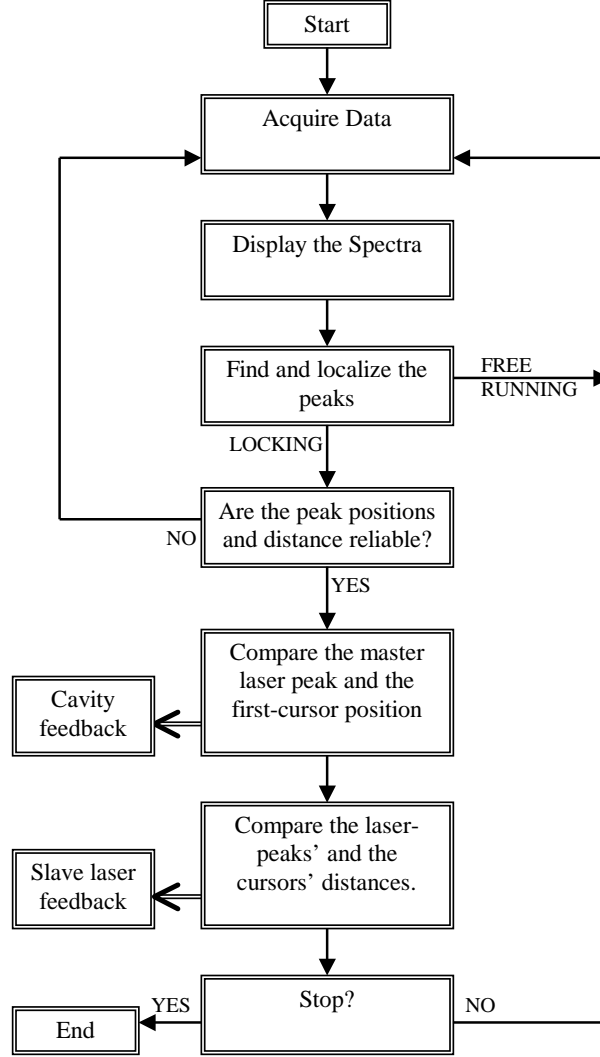 Start
Acquire Data
Display the Spectra
Find and localize the
peaks
FREE
RUNNING
LOCKING
Are the peak positions
and distance reliable?
NO
YES
Compare the master
laser peak and the
first-cursor position
Cavity
feedback
Compare the laser-
peaks’ and the
cursors’ distances.
Slave laser
feedback
Stop?
YES
NO
End